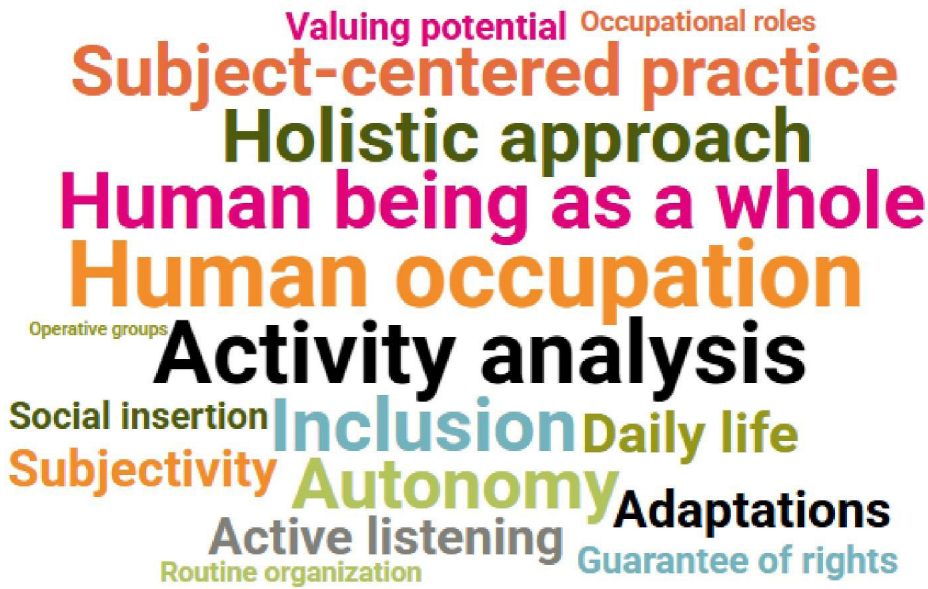 Valuing potential
Occupational roles
Subject-centered practice
Holistic approach
Human being as a whole
Human occupation
Operative groups
Activity analysis
Social insertion
Inclusion
Daily life
Subjectivity
Autonomy
Adaptations
Active listening
Guarantee of rights
Routine organization